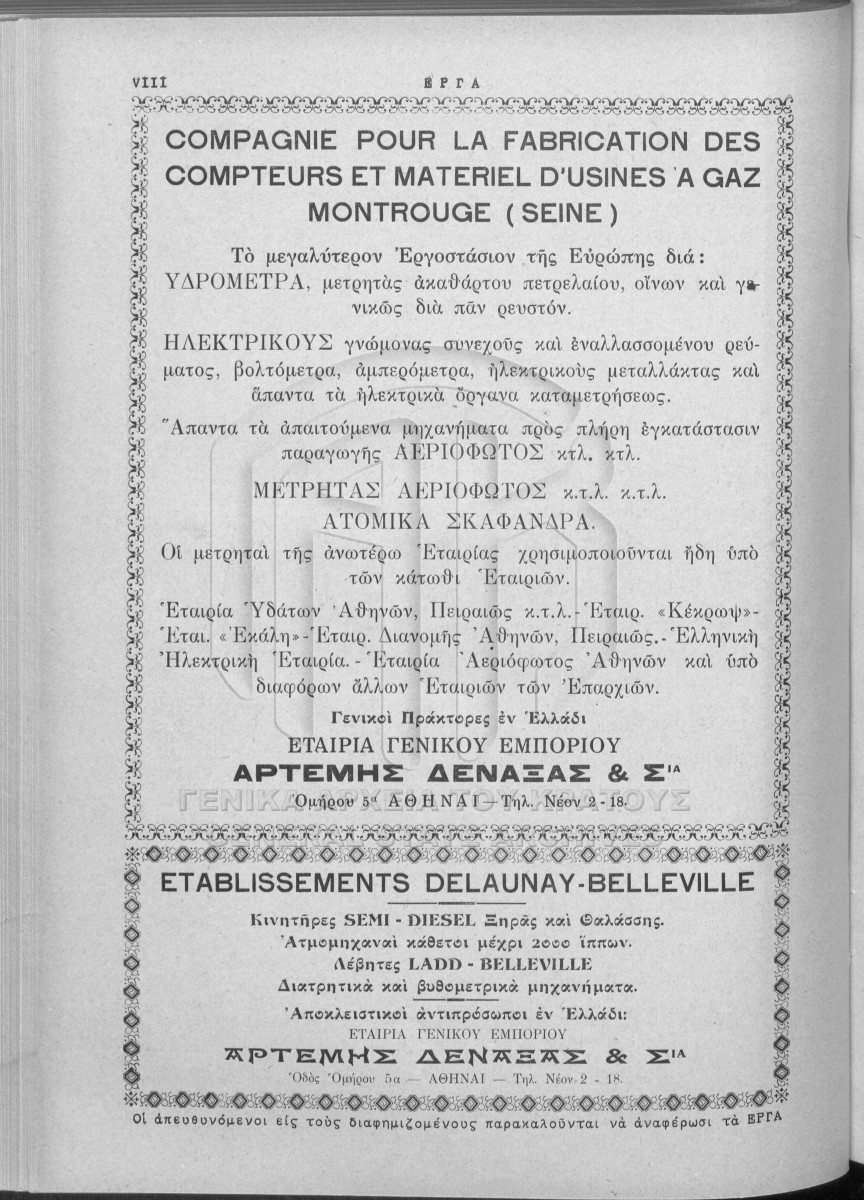 VIII
ΕΡΓΑ
COMPAGNIE POUR LA FABRICATION DES
COMPTEURS ET MATERIEL D'USINES 'A GAZ
MONTROUGE (SEINE)
Τὸ μεγαλύτερον Ἐργοστάσιον τῆς Εὐρώπης διά:
ΥΔΡΟΜΕΤΡΑ, μετρητὰς ἀκαθάρτου πετρελαίου, οἴνων καὶ γε-
νικῶς διὰ πᾶν ρευστόν.
ΗΛΕΚΤΡΙΚΟΥΣ γνώμονας συνεχοῦς καὶ ἐναλλασσομένου ρεύ-
ματος, βολτόμετρα, ἀμπερόμετρα, ἠλεκτρικοὺς μεταλλάκτας καὶ
ἅπαντα τὰ ἠλεκτρικὰ ὄργανα καταμετρήσεως.
Ἅπαντα τὰ ἀπαιτούμενα μηχανήματα πρὸς πλήρη ἐγκατάστασιν
παραγωγῆς ΑΕΡΙΟΦΩΤΟΣ κτλ. κτλ.
ΜΕΤΡΗΤΑΣ ΑΕΡΙΟΦΩΤΟΣ κ.τ.λ. κ.τ.λ.
ΑΤΟΜΙΚΑ ΣΚΑΦΑΝΔΡΑ.
Οἱ μετρηταὶ τῆς ἀνωτέρω Ἑταιρίας χρησιμοποιοῦνται ἤδη ὑπὸ
τῶν κάτωθι Ἑταιριῶν.
Ἑταιρία Ὑδάτων Ἀθηνῶν, Πειραιῶς κ.τ.λ.-Ἑταιρ. «Κέκρωψ»-
Ἑται. «Ἑκάλη»-Ἑταιρ. Διανομῆς Ἀθηνῶν, Πειραιῶς.-Ἑλληνικὴ
Ἠλεκτρικὴ Ἑταιρία.-Ἑταιρία Ἀεριόφωτος Ἀθηνῶν καὶ ὑπὸ
διαφόρων ἄλλων Ἑταιριῶν τῶν Ἐπαρχιῶν.
Γενικοὶ Πράκτορες ἐν Ἑλλάδι
ΕΤΑΙΡΙΑ ΓΕΝΙΚΟΥ ΕΜΠΟΡΙΟΥ
ΑΡΤΕΜΗΣ ΔΕΝΑΞΑΣ & ΣΙΑ
Ὁμήρου 5α ΑΘΗΝΑΙ — Τηλ. Νέον 2 - 18.
ΓΕΝΙΚΑ ΑΡΧΕΙΑ ΤΟΥ ΚΡΑΤΟΥΣ
ETABLISSEMENTS DELAUNAY-BELLEVILLE
Κινητῆρες SEMI - DIESEL Ξηρᾶς καὶ Θαλάσσης.
Ἀτμομηχαναὶ κάθετοι μέχρι 2000 ἵππων.
Λέβητες LADD - BELLEVILLE
Διατρητικὰ καὶ βυθομετρικὰ μηχανήματα.
Ἀποκλειστικοὶ ἀντιπρόσωποι ἐν Ἑλλάδι:
ΕΤΑΙΡΙΑ ΓΕΝΙΚΟΥ ΕΜΠΟΡΙΟΥ
ΑΡΤΕΜΗΣ ΔΕΝΑΞΑΣ & ΣΙΑ
Ὁδὸς Ὁμήρου 5α — ΑΘΗΝΑΙ — Τηλ. Νέον 2 - 18.
Οἱ ἀπευθυνόμενοι εἰς τοὺς διαφημιζομένους παρακαλοῦνται νὰ ἀναφέρωσι τὰ ΕΡΓΑ